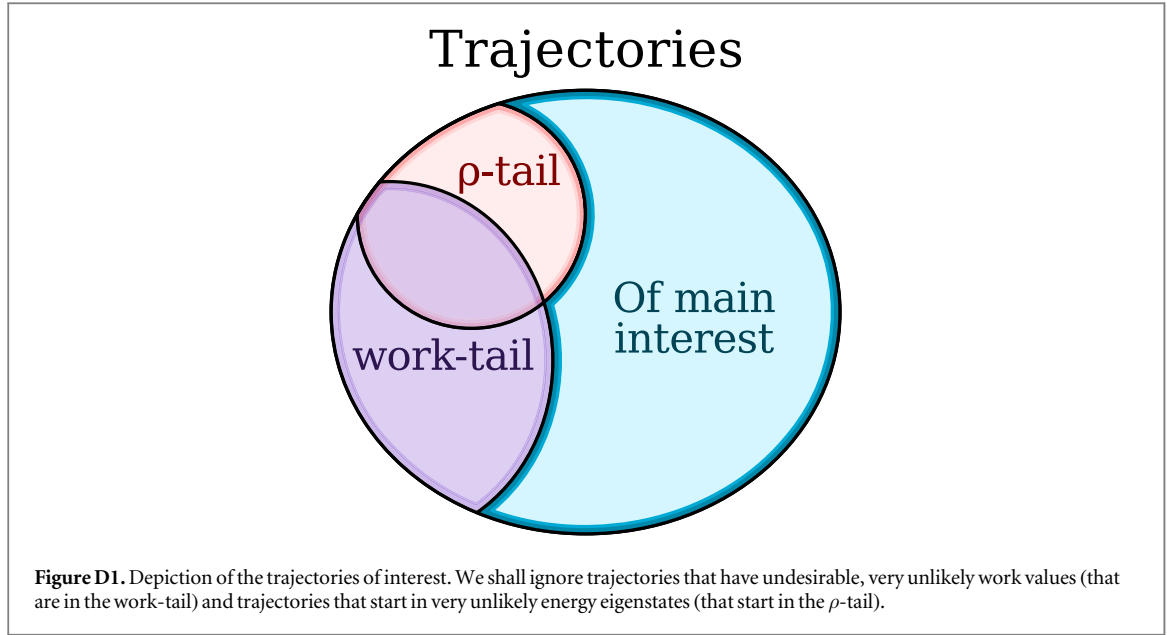 Trajectories
ρ-tail
Of main
interest
work-tail
Figure D1. Depiction of the trajectories of interest. We shall ignore trajectories that have undesirable, very unlikely work values (that
are in the work-tail) and trajectories that start in very unlikely energy eigenstates (that start in the ρ-tail).